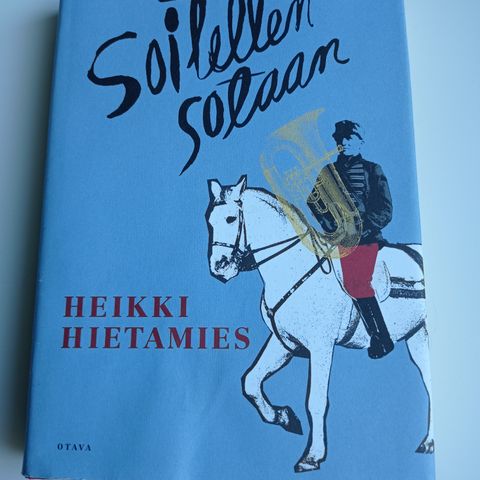 Soitellen
sotaan
HEIKKI
HIETAMIES
OTAVA